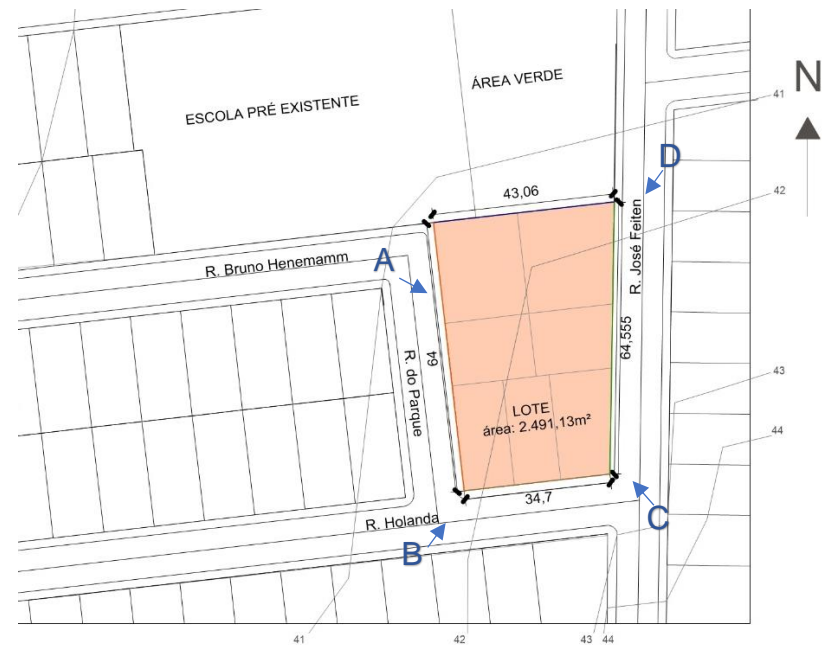 ESCOLA PRÉ EXISTENTE
ÁREA VERDE
N
41
D
42
43,06
R. José Feiten
R. Bruno Henemamm
A
64
64,555
R. do Parque
43
LOTE
área: 2.491,13m²
44
34,7
R. Holanda
C
B
41
42
43
44